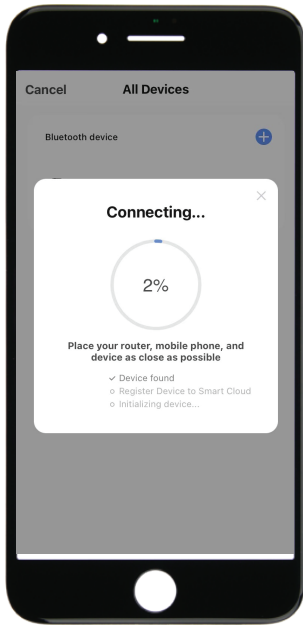 Cancel
All Devices
Bluetooth device
Connecting...
2%
Place your router, mobile phone, and
device as close as possible
Device found
Register Device to Smart Cloud
Initializing device...